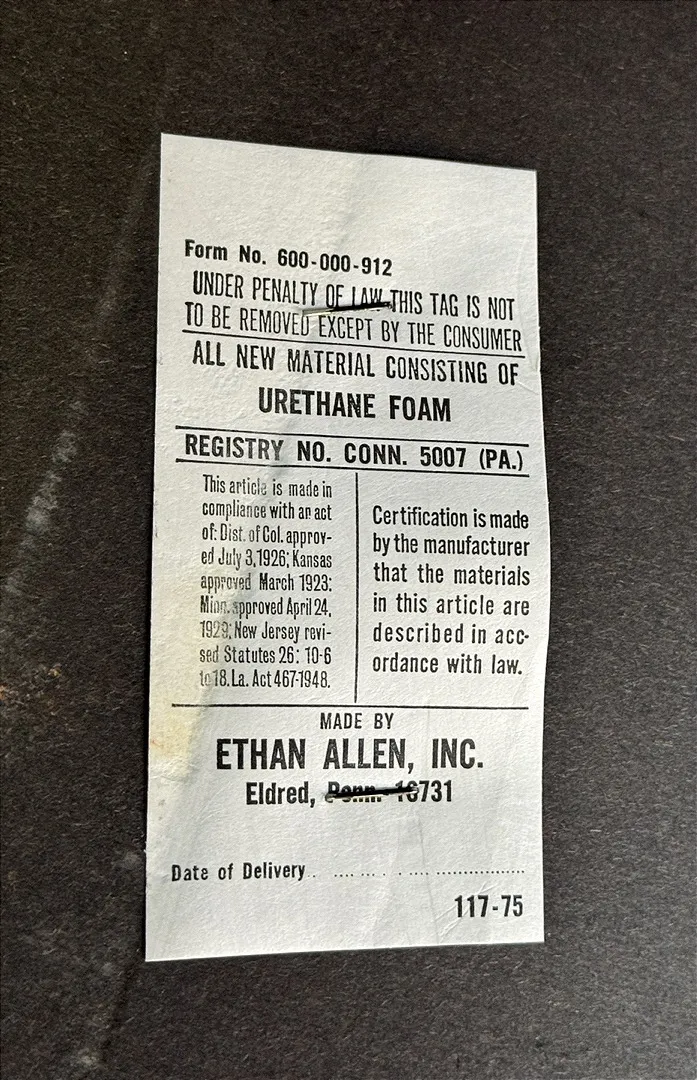 Form No. 600-000-912
UNDER PENALTY OF LAW THIS TAG IS NOT
TO BE REMOVED EXCEPT BY THE CONSUMER
ALL NEW MATERIAL CONSISTING OF
URETHANE FOAM
REGISTRY NO. CONN. 5007 (PA.)
This article is made in
compliance with an act
of: Dist. of Col. approv-
ed July 3, 1926; Kansas
approved March 1923;
Minn. approved April 24,
1929; New Jersey revi-
sed Statutes 26: 10-6
to 18. La. Act 467-1948.
Certification is made
by the manufacturer
that the materials
in this article are
described in acc-
ordance with law.
MADE BY
ETHAN ALLEN, INC.
Eldred, Penn. 16731
Date of Delivery
117-75